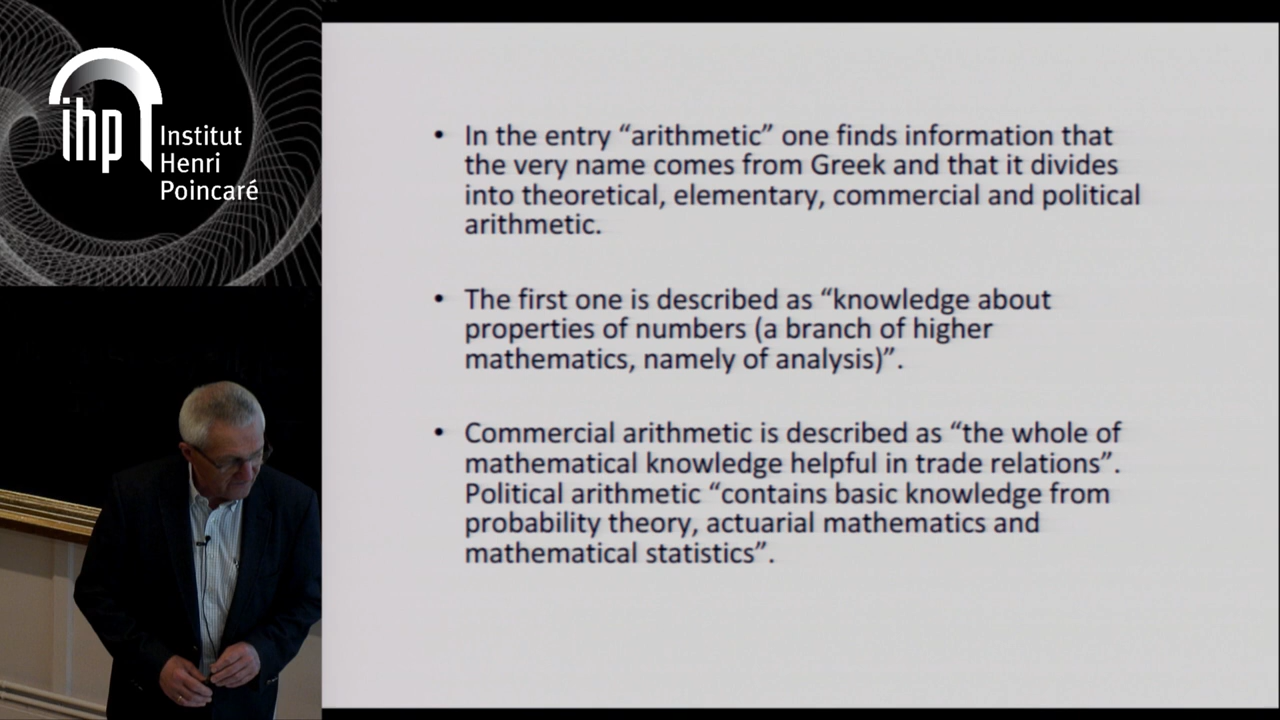 ihp
Institut
Henri
Poincaré
• In the entry “arithmetic” one finds information that
the very name comes from Greek and that it divides
into theoretical, elementary, commercial and political
arithmetic.
• The first one is described as “knowledge about
properties of numbers (a branch of higher
mathematics, namely of analysis)”.
• Commercial arithmetic is described as “the whole of
mathematical knowledge helpful in trade relations”.
Political arithmetic “contains basic knowledge from
probability theory, actuarial mathematics and
mathematical statistics”.